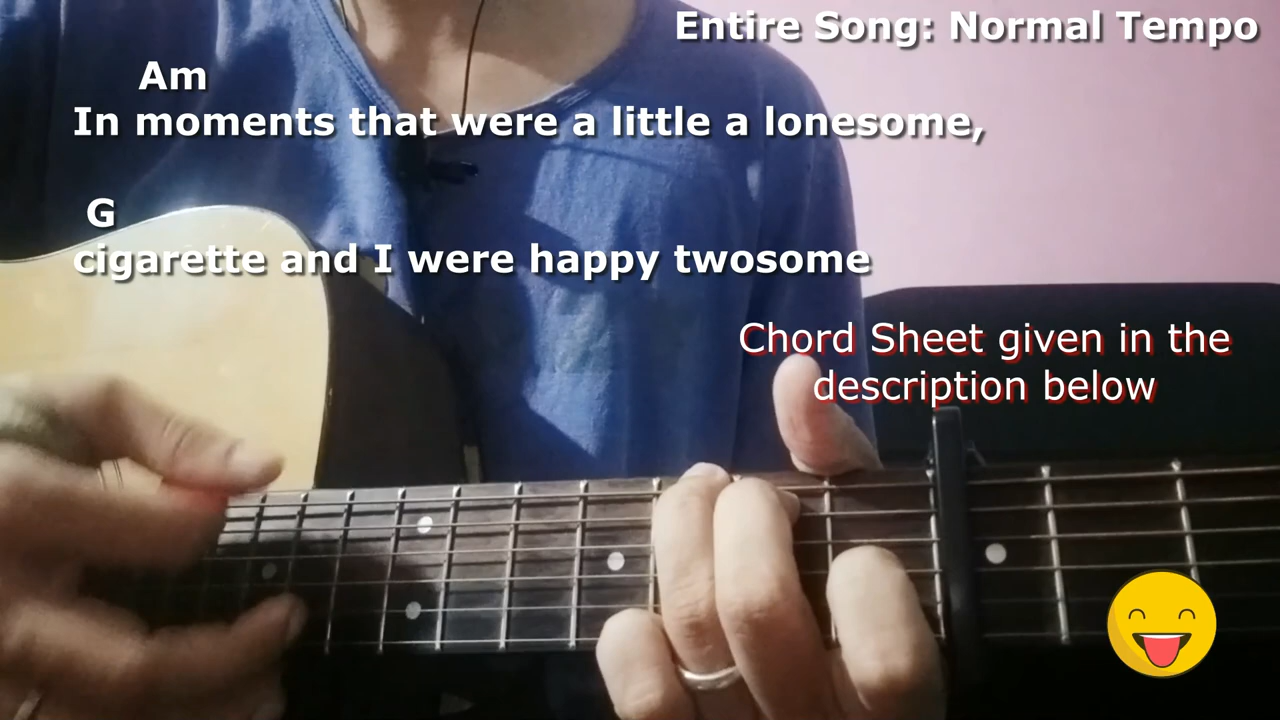 Entire Song: Normal Tempo
Am
In moments that were a little a lonesome,
G
cigarette and I were happy twosome
Chord Sheet given in the
description below